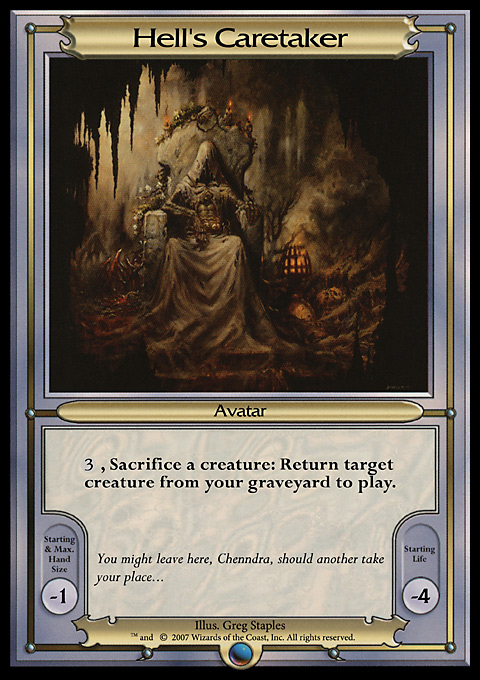 Hell's Caretaker
Avatar
3 , Sacrifice a creature: Return target
creature from your graveyard to play.
Starting
& Max.
Hand
Size
-1
You might leave here, Chenndra, should another take
your place…
Starting
Life
-4
Illus. Greg Staples
™ and © 2007 Wizards of the Coast, Inc. All rights reserved.